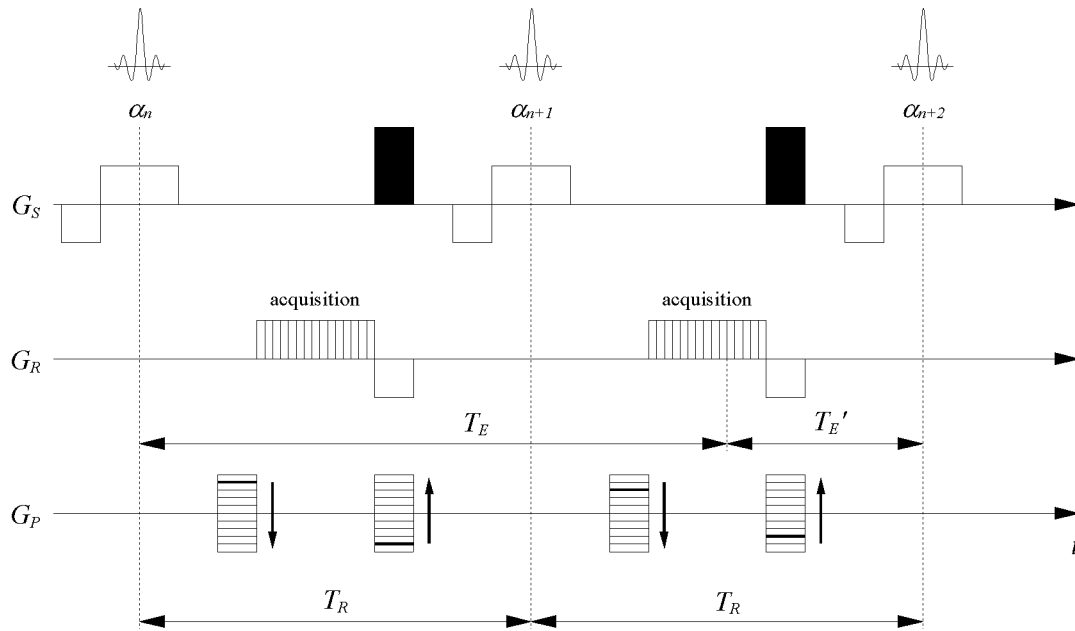 αn αn+1 αn+2
GS
acquisition acquisition
GR
TE TE′
GP
t
TR TR